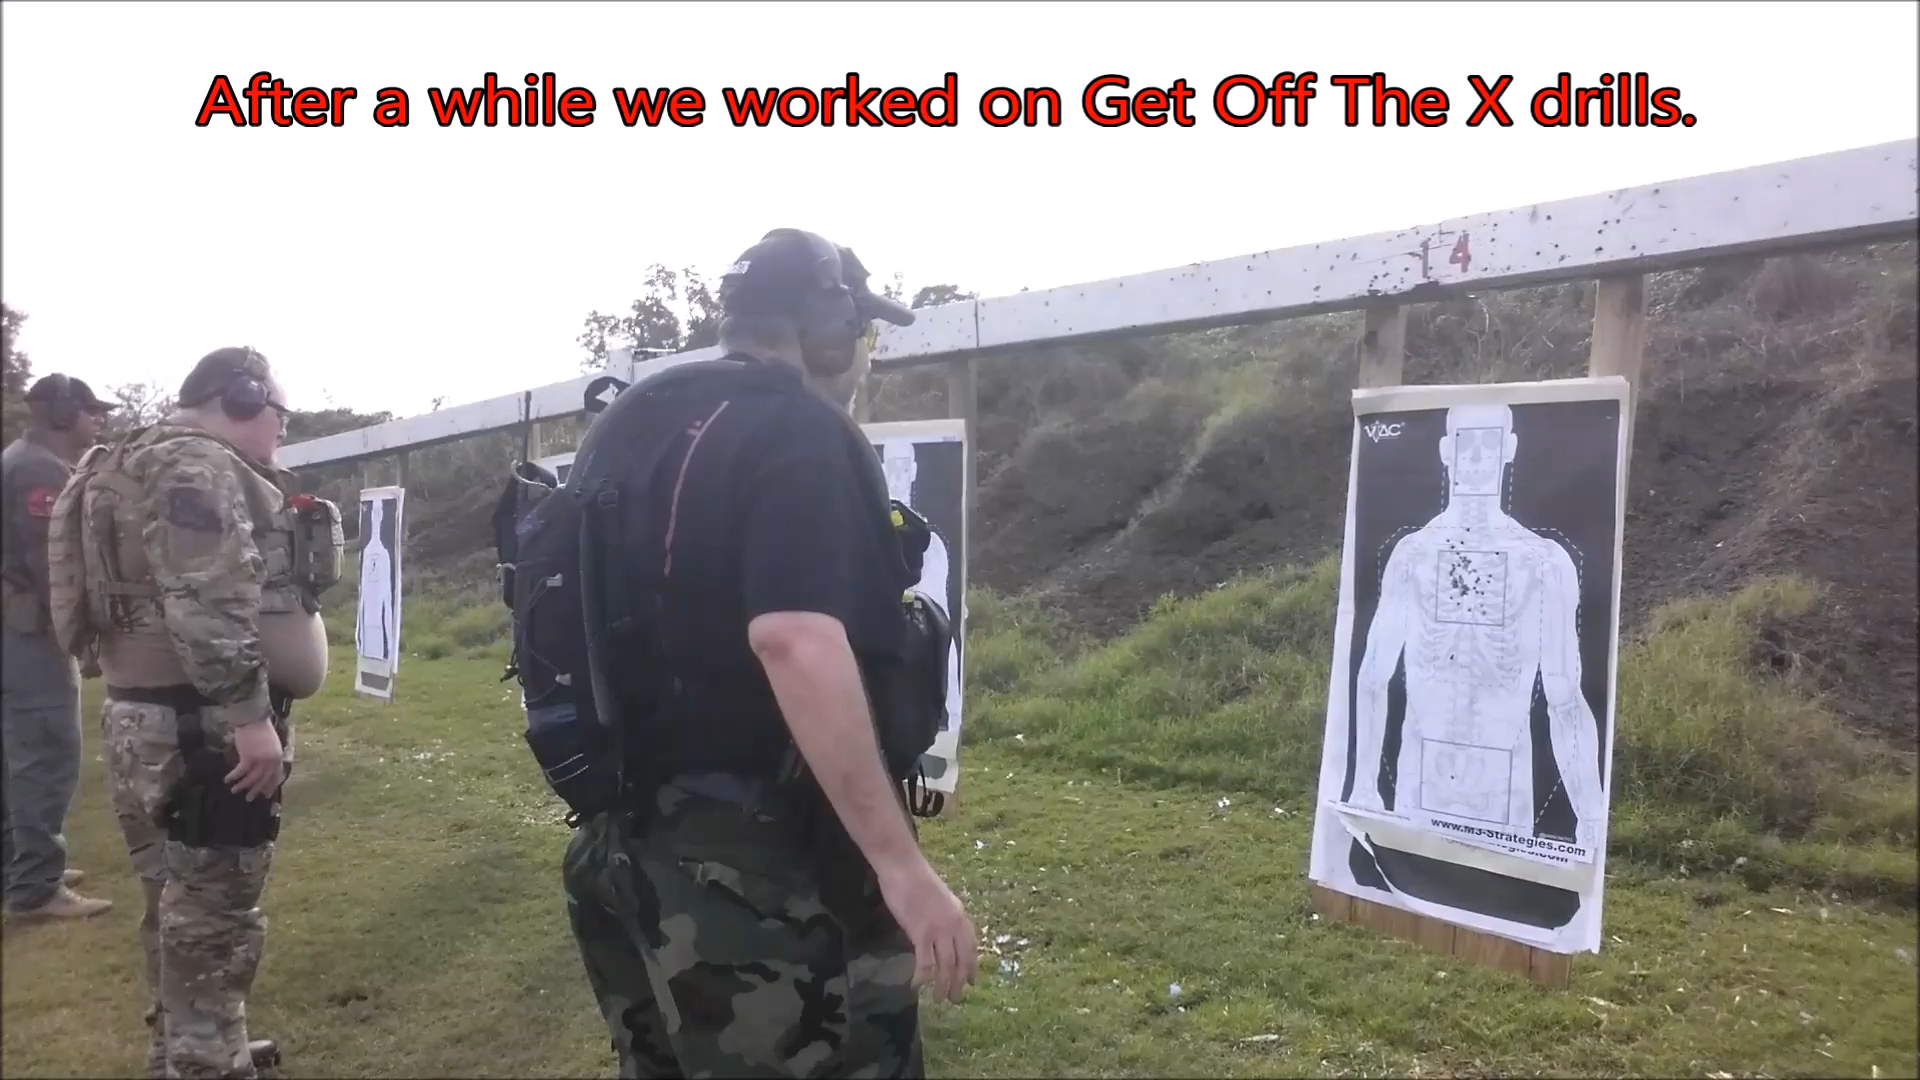 After a while we worked on Get Off The X drills.
14
VTAC
www.M3-Strategies.com